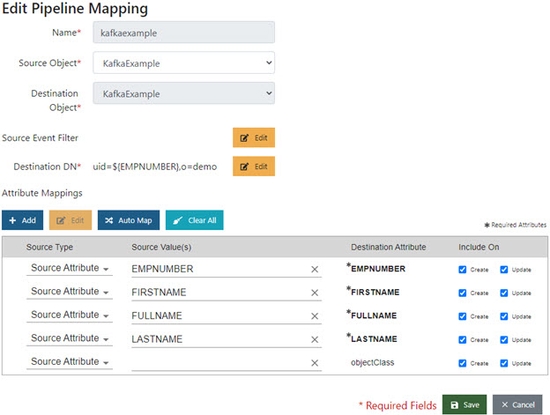 Edit Pipeline Mapping
Name* kafkaexample
Source Object* KafkaExample
Destination Object* KafkaExample
Source Event Filter Edit
Destination DN* uid=${EMPNUMBER},o=demo Edit
Attribute Mappings
+ Add Edit Auto Map Clear All
* Required Attributes
Source Type Source Value(s) Destination Attribute Include On
Source Attribute EMPNUMBER × *EMPNUMBER Create Update
Source Attribute FIRSTNAME × *FIRSTNAME Create Update
Source Attribute FULLNAME × *FULLNAME Create Update
Source Attribute LASTNAME × *LASTNAME Create Update
Source Attribute × objectClass Create Update
* Required Fields Save × Cancel